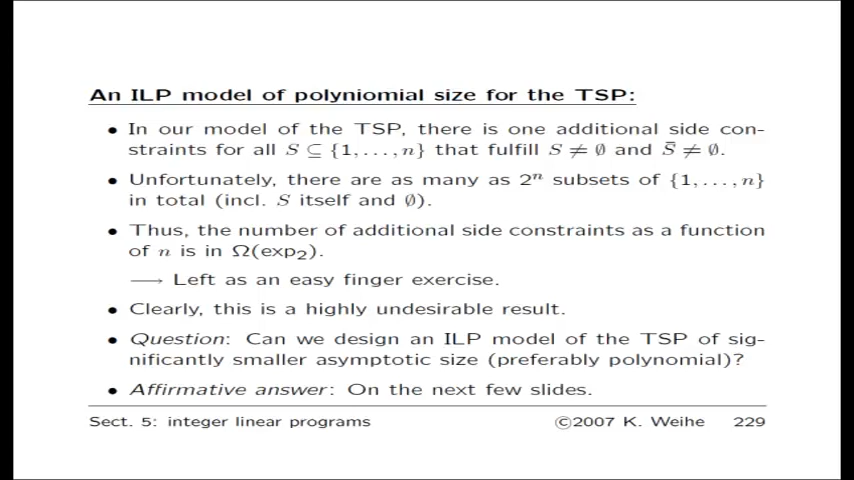 An ILP model of polyniomial size for the TSP:
• In our model of the TSP, there is one additional side con-
straints for all S ⊆ {1, . . . , n} that fulfill S ≠ ∅ and S̄ ≠ ∅.
• Unfortunately, there are as many as 2ⁿ subsets of {1, . . . , n}
in total (incl. S itself and ∅).
• Thus, the number of additional side constraints as a function
of n is in Ω(exp₂).
⟶ Left as an easy finger exercise.
• Clearly, this is a highly undesirable result.
• Question: Can we design an ILP model of the TSP of sig-
nificantly smaller asymptotic size (preferably polynomial)?
• Affirmative answer: On the next few slides.
Sect. 5: integer linear programs ©2007 K. Weihe 229